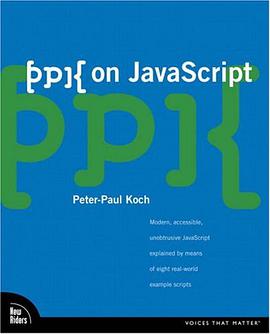 ppk on JavaScript
ppk
Peter-Paul Koch
Modern, accessible,
unobtrusive JavaScript
explained by means
of eight real-world
example scripts
New
Riders
VOICES THAT MATTER™